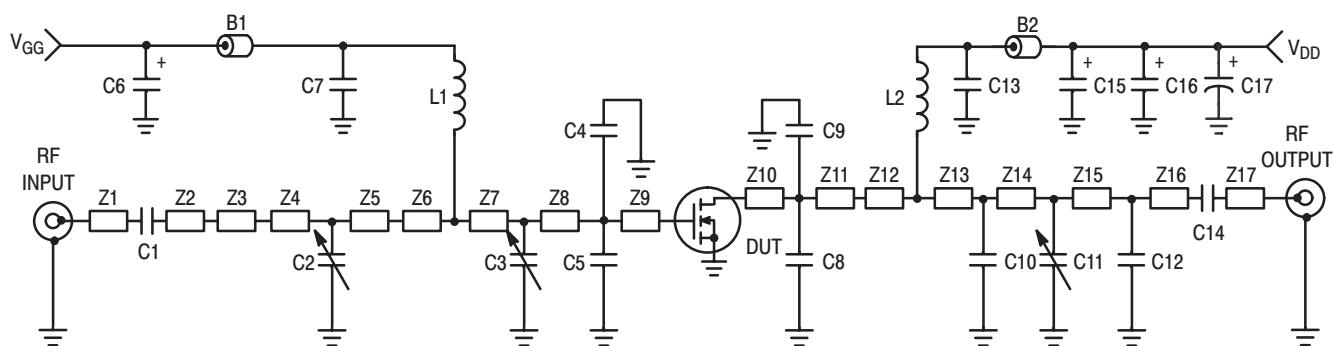 B1
B2
VGG
VDD
+
+
+
+
C6
C7
L1
L2
C13
C15
C16
C17
C4
C9
RF
INPUT
RF
OUTPUT
Z1
Z2
Z3
Z4
Z5
Z6
Z7
Z8
Z9
Z10
Z11
Z12
Z13
Z14
Z15
Z16
Z17
C1
C2
C3
C5
DUT
C8
C10
C11
C12
C14